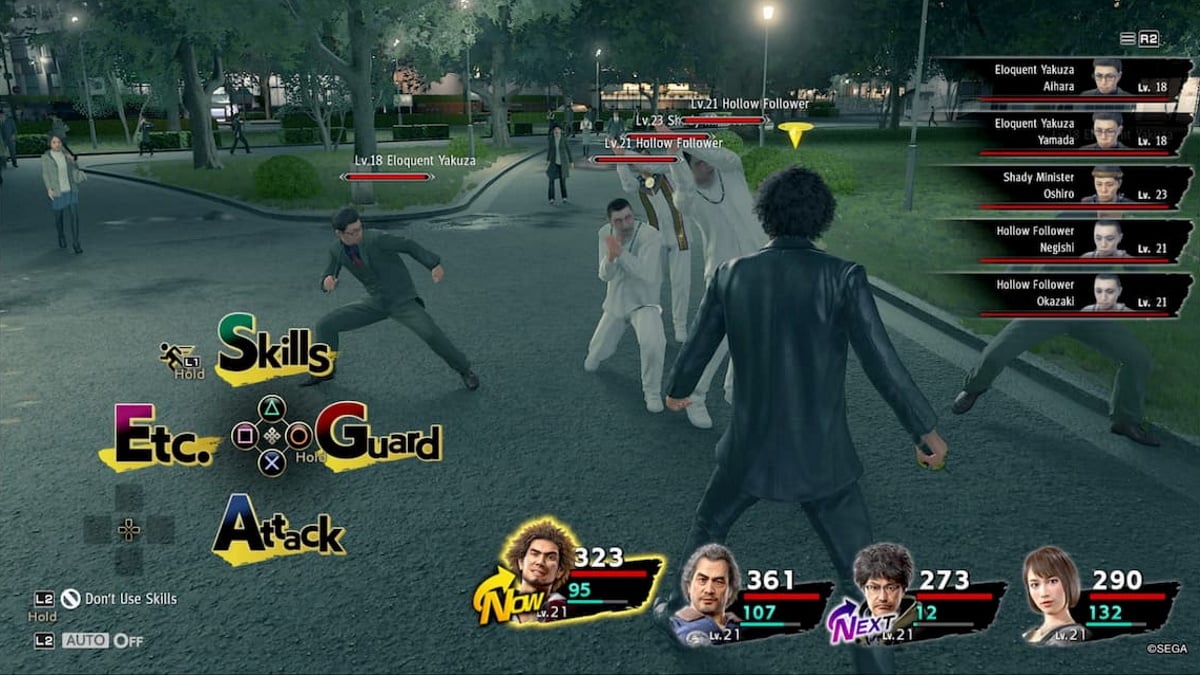 R2
Eloquent Yakuza
Aihara
Lv. 18
Eloquent Yakuza
Yamada
Lv. 18
Shady Minister
Oshiro
Lv. 23
Hollow Follower
Negishi
Lv. 21
Hollow Follower
Okazaki
Lv. 21
Lv.21 Hollow Follower
Lv.23
Lv.21 Hollow Follower
Lv.18 Eloquent Yakuza
L1
Hold
Skills
Etc.
Guard
Hold
Attack
L2
Hold
Don't Use Skills
L2 AUTO OFF
Now
323
95
Lv.21
361
107
Lv.21
Next
273
12
Lv.21
290
132
Lv.21
©SEGA